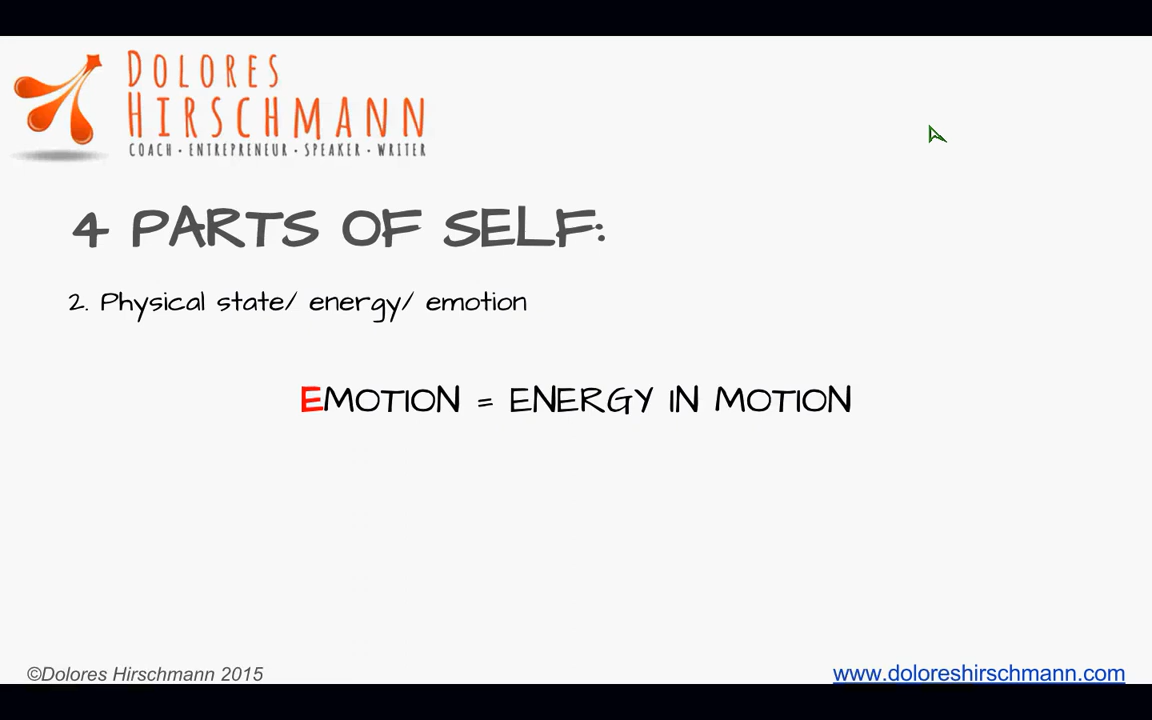 DOLORES
HIRSCHMANN
COACH · ENTREPRENEUR · SPEAKER · WRITER
4 PARTS OF SELF:
2. Physical state/ energy/ emotion
EMOTION = ENERGY IN MOTION
©Dolores Hirschmann 2015
www.doloreshirschmann.com